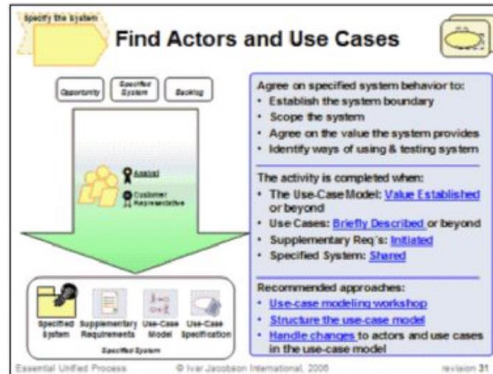 Specify the System
Find Actors and Use Cases
Opportunity
Specified
System
Backlog
Analyst
Customer
Representative
Specified
System
Supplementary
Requirements
Use-Case
Model
Use-Case
Specification
Specified System
Agree on specified system behavior to:
• Establish the system boundary
• Scope the system
• Agree on the value the system provides
• Identify ways of using & testing system
The activity is completed when:
• The Use-Case Model: Value Established
or beyond
• Use Cases: Briefly Described or beyond
• Supplementary Req´s: Initiated
• Specified System: Shared
Recommended approaches:
• Use-case modeling workshop
• Structure the use-case model
• Handle changes to actors and use cases
in the use-case model
Essential Unified Process
© Ivar Jacobson International, 2006
revision 31